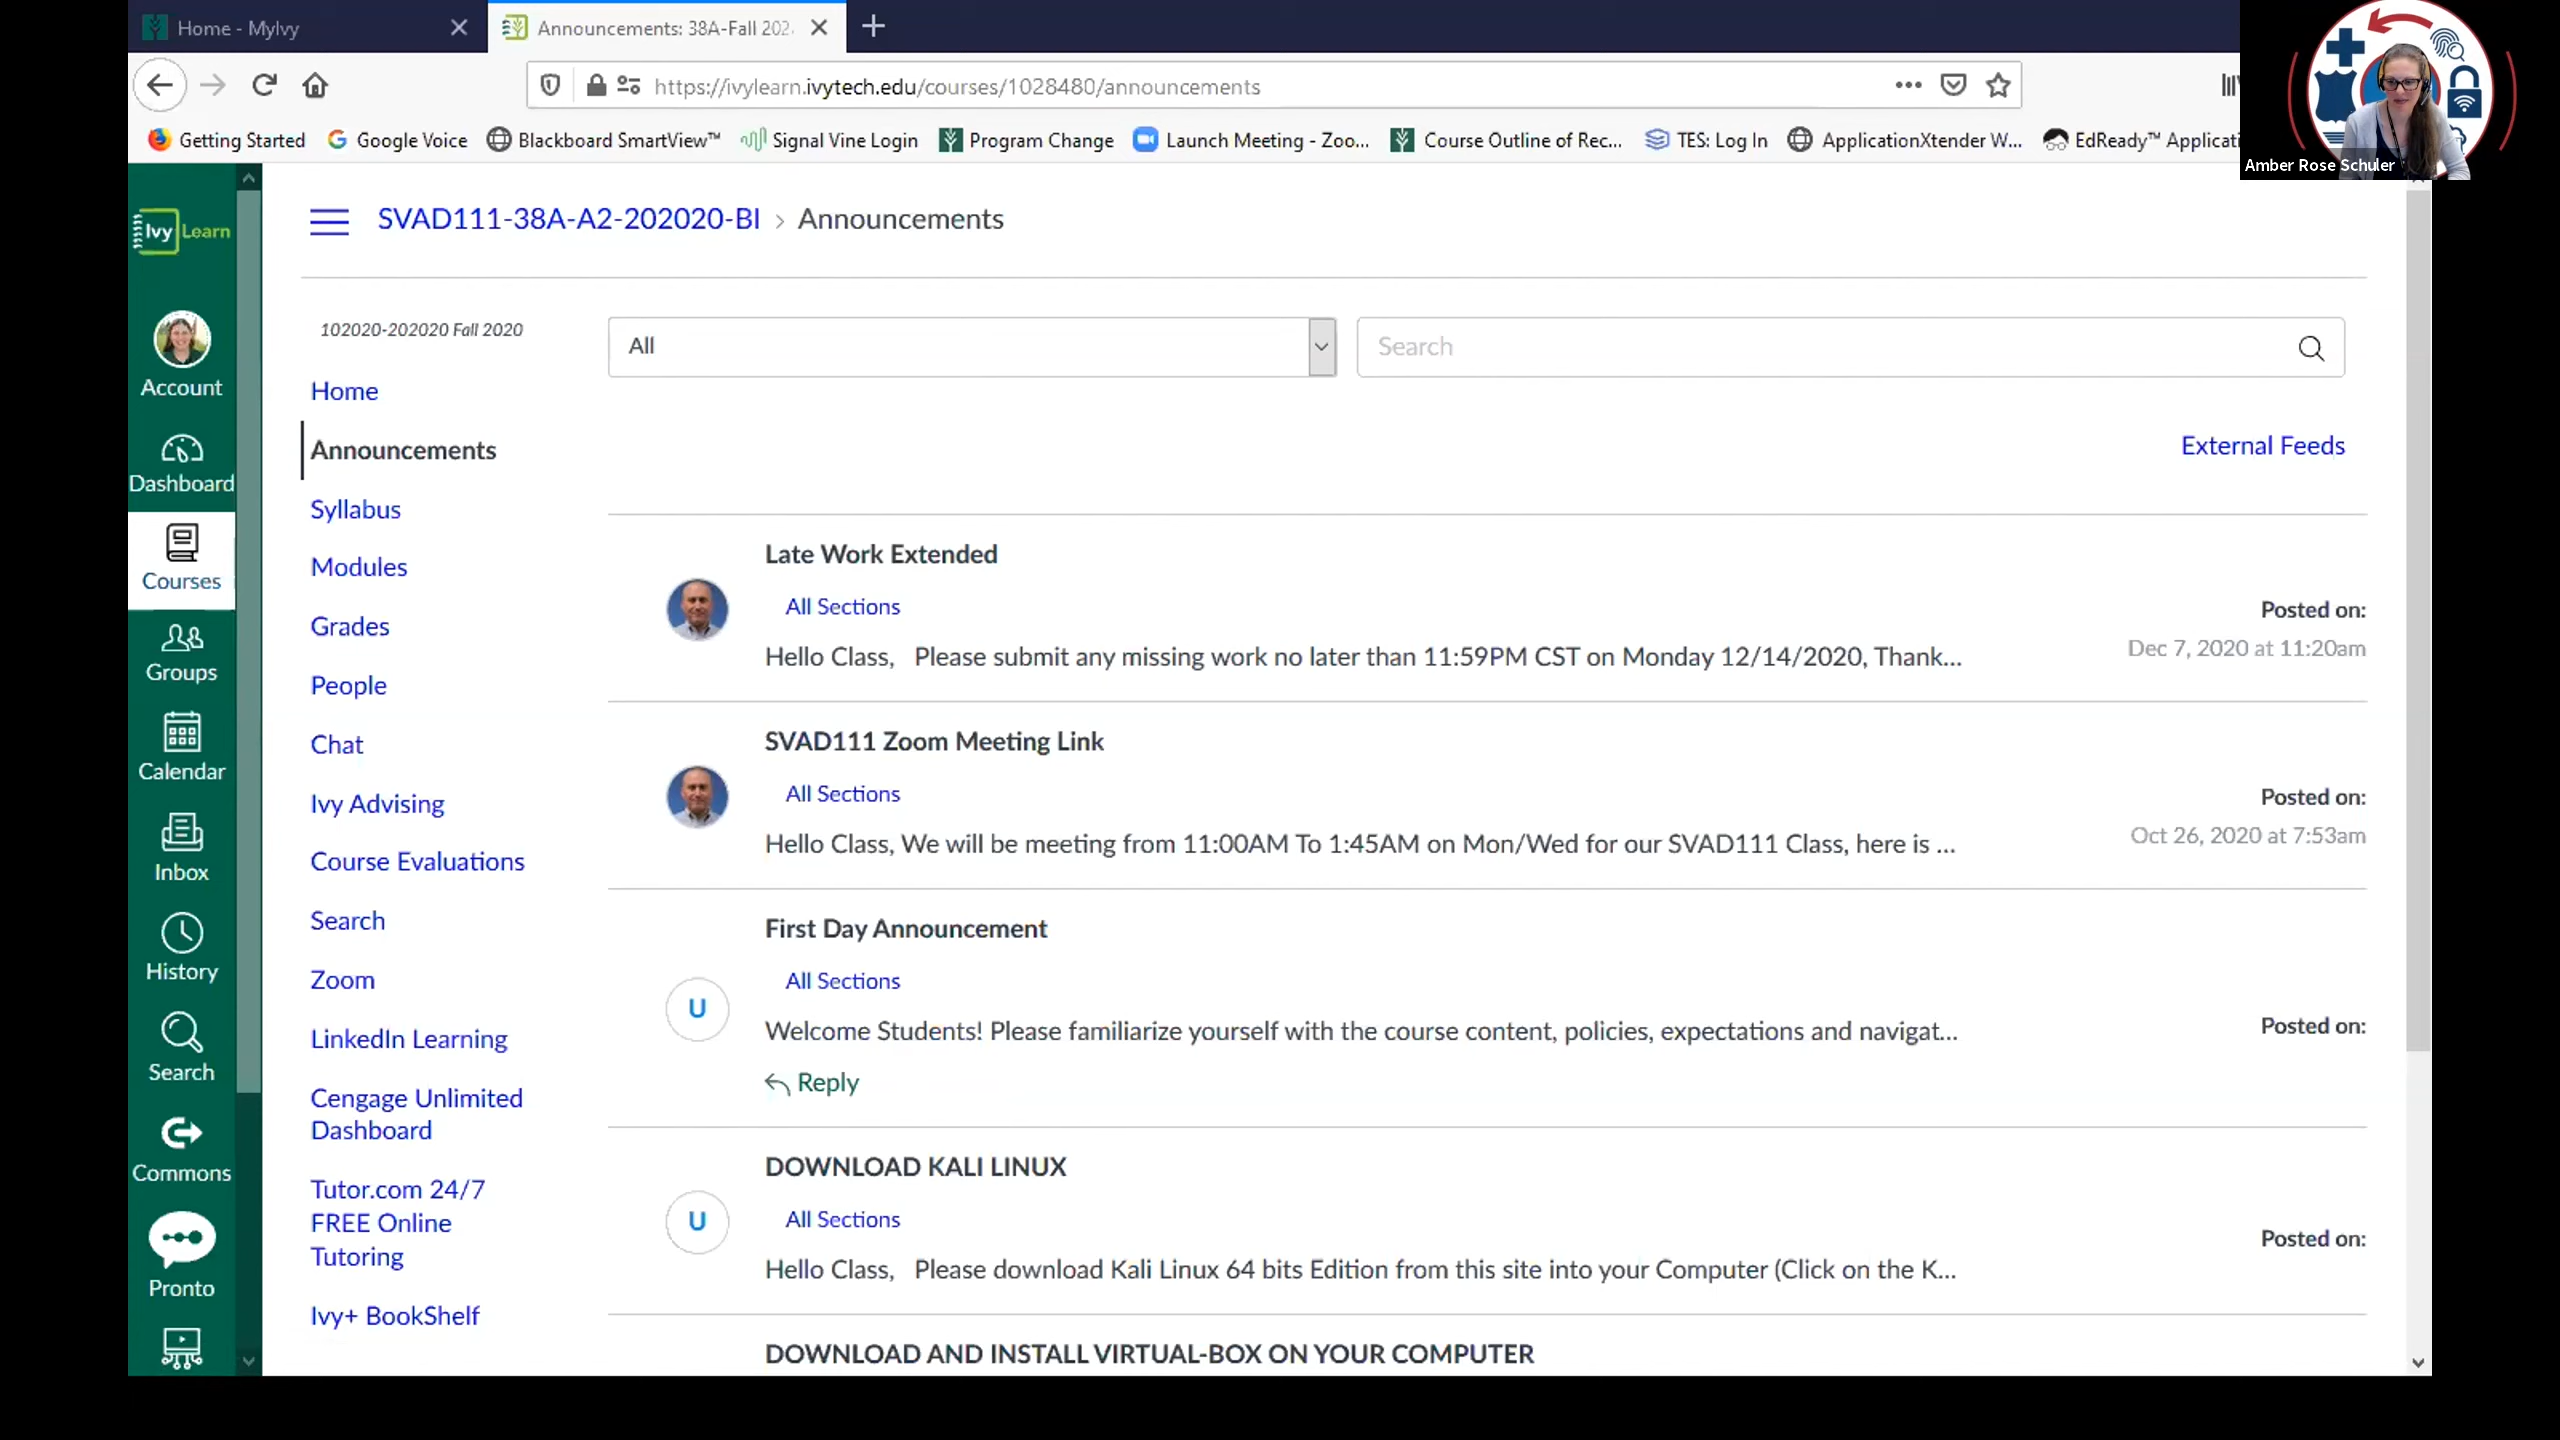 Home - MyIvy
Announcements: 38A-Fall 202
https://ivylearn.ivytech.edu/courses/1028480/announcements
Getting Started
Google Voice
Blackboard SmartView™
Signal Vine Login
Program Change
Launch Meeting - Zoo...
Course Outline of Rec...
TES: Log In
ApplicationXtender W...
EdReady™ Applicati
Amber Rose Schuler
Ivy Learn
Account
Dashboard
Courses
Groups
Calendar
Inbox
History
Search
Commons
Pronto
SVAD111-38A-A2-202020-BI > Announcements
102020-202020 Fall 2020
Home
Announcements
Syllabus
Modules
Grades
People
Chat
Ivy Advising
Course Evaluations
Search
Zoom
LinkedIn Learning
Cengage Unlimited
Dashboard
Tutor.com 24/7
FREE Online
Tutoring
Ivy+ BookShelf
All
Search
External Feeds
Late Work Extended
All Sections
Hello Class, Please submit any missing work no later than 11:59PM CST on Monday 12/14/2020, Thank...
Posted on:
Dec 7, 2020 at 11:20am
SVAD111 Zoom Meeting Link
All Sections
Hello Class, We will be meeting from 11:00AM To 1:45AM on Mon/Wed for our SVAD111 Class, here is ...
Posted on:
Oct 26, 2020 at 7:53am
First Day Announcement
All Sections
U
Welcome Students! Please familiarize yourself with the course content, policies, expectations and navigat...
Posted on:
Reply
DOWNLOAD KALI LINUX
All Sections
U
Hello Class, Please download Kali Linux 64 bits Edition from this site into your Computer (Click on the K...
Posted on:
DOWNLOAD AND INSTALL VIRTUAL-BOX ON YOUR COMPUTER